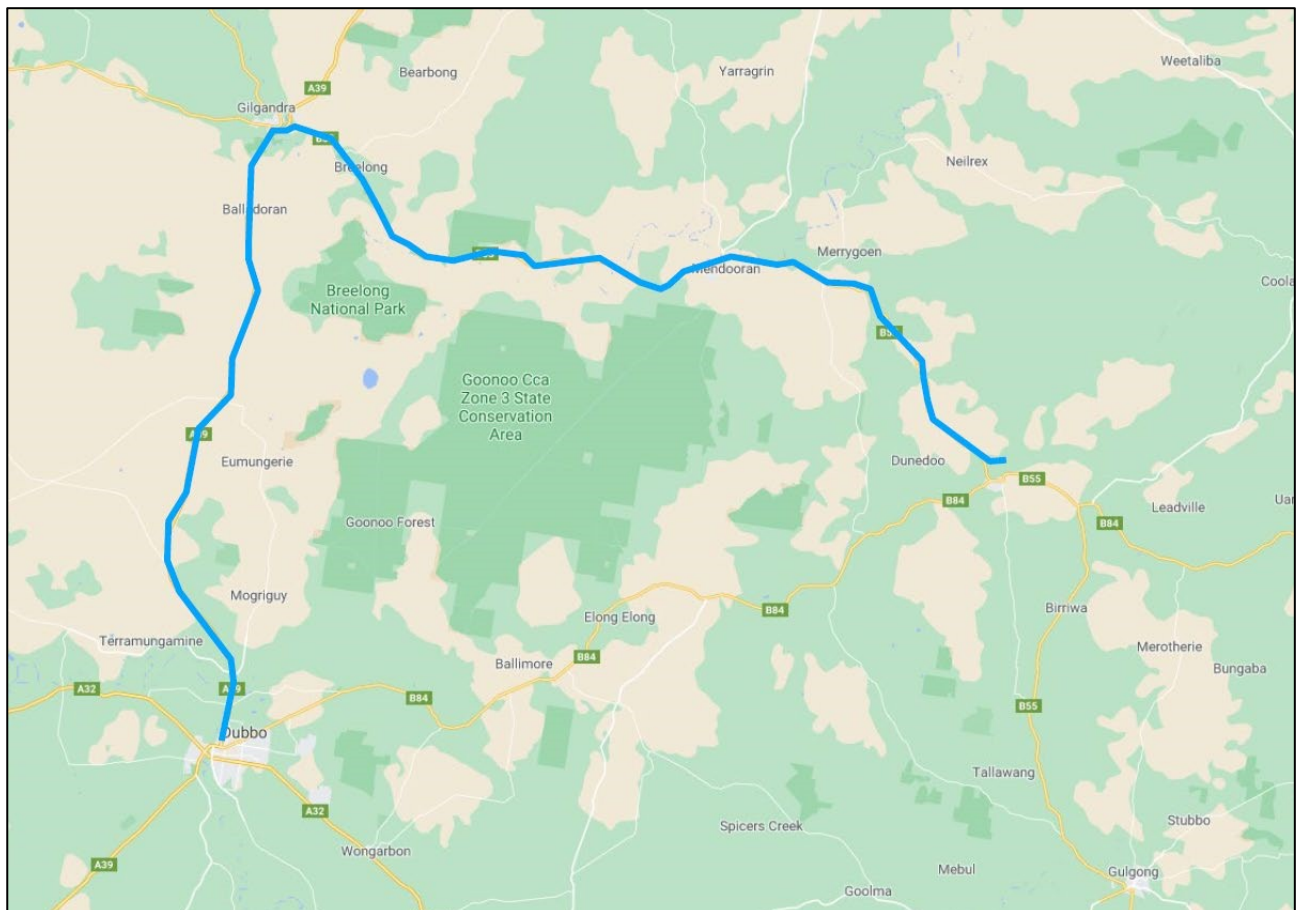 Weetaliba
Bearbong
Yarragrin
A39
Gilgandra
Neilrex
Breelong
Merrygoen
Mendooran
Coola
Breelong
National Park
Goonoo Cca
Zone 3 State
Conservation
Area
A39
Eumungerie
Dunedoo
B55
B84
Leadville
Uar
Goonoo Forest
B84
Mogriguy
Birriwa
B84
Elong Elong
Terramungamine
Merotherie
Ballimore
B84
Bungaba
A32
B84
B55
Dubbo
Tallawang
A32
Stubbo
Spicers Creek
Wongarbon
A39
Mebul
Gulgong
Goolma